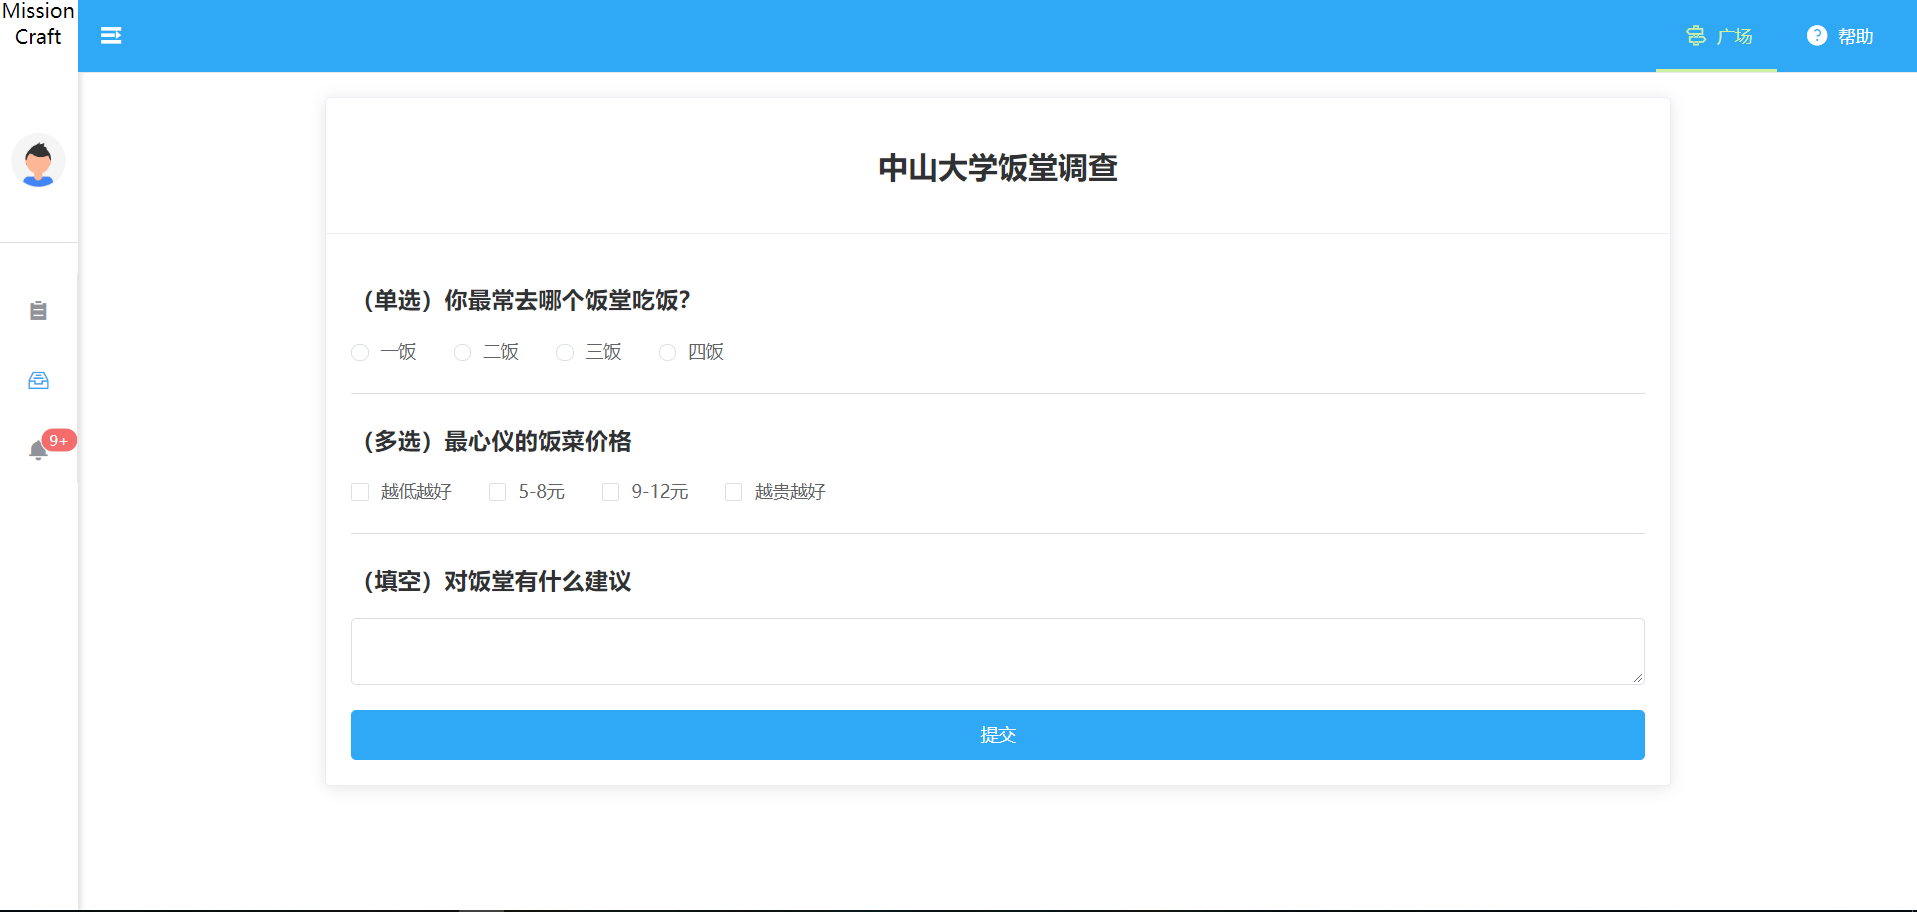 Mission
Craft
广场
帮助
中山大学饭堂调查
（单选）你最常去哪个饭堂吃饭？
一饭 二饭 三饭 四饭
9+
（多选）最心仪的饭菜价格
越低越好 5-8元 9-12元 越贵越好
（填空）对饭堂有什么建议
提交